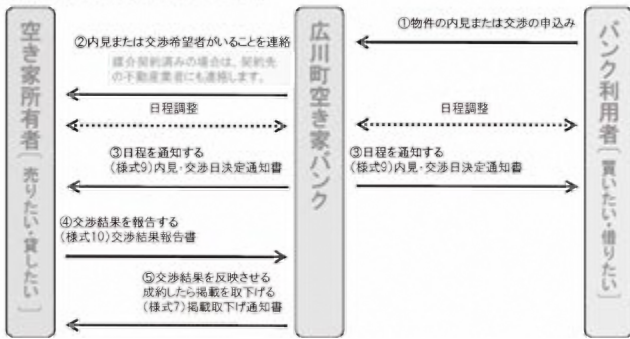 空き家所有者〔売りたい・貸したい〕
広川町空き家バンク
バンク利用者〔買いたい・借りたい〕
①物件の内見または交渉の申込み
②内見または交渉希望者がいることを連絡
媒介契約済みの場合は、契約先
の不動産業者にも連絡します。
日程調整
日程調整
③日程を通知する
(様式9)内見・交渉日決定通知書
③日程を通知する
(様式9)内見・交渉日決定通知書
④交渉結果を報告する
(様式10)交渉結果報告書
⑤交渉結果を反映させる
成約したら掲載を取下げる
(様式7)掲載取下げ通知書